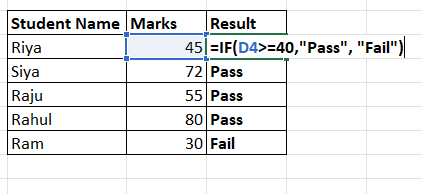 Student Name Marks Result
Riya 45 =IF(D4>=40,"Pass", "Fail")
Siya 72 Pass
Raju 55 Pass
Rahul 80 Pass
Ram 30 Fail